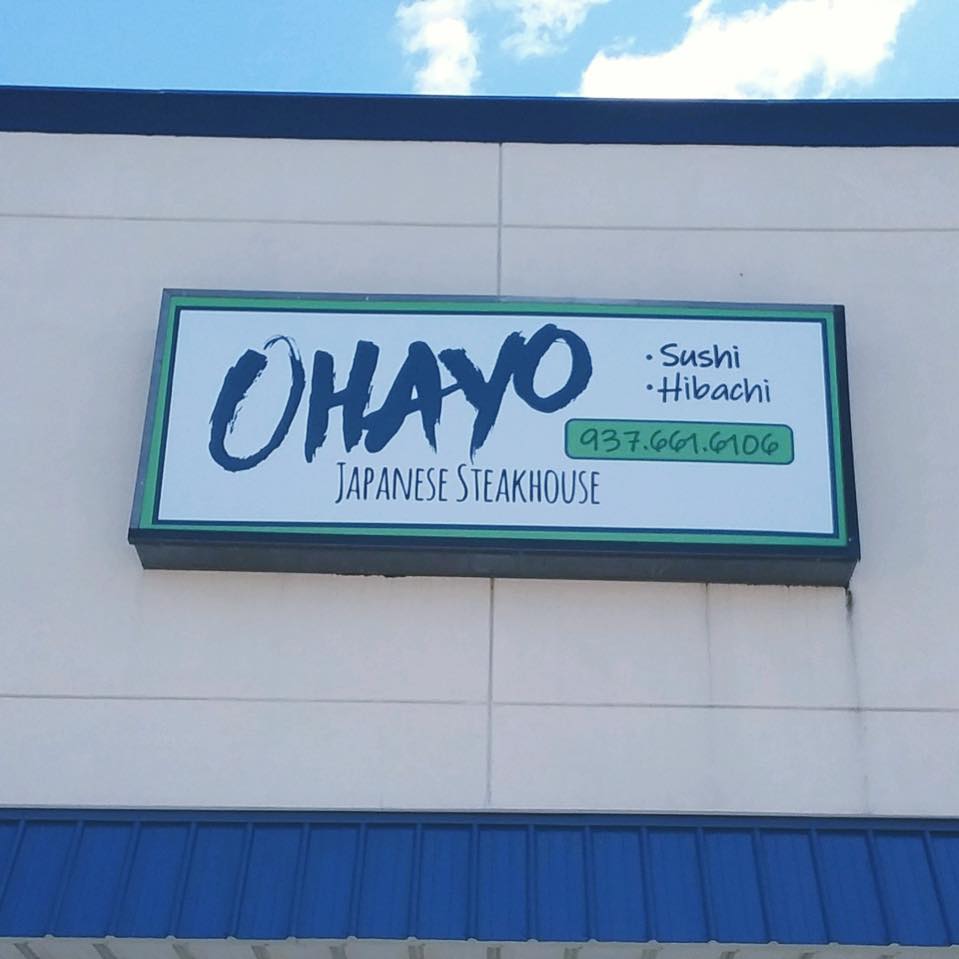 OHAYO
JAPANESE STEAKHOUSE
• Sushi
• Hibachi
937.661.6106